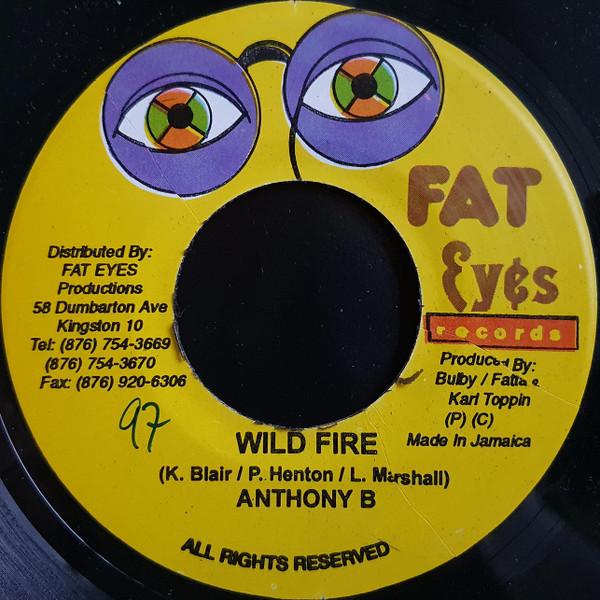 FAT
Eyes
records
Distributed By:
FAT EYES
Productions
58 Dumbarton Ave
Kingston 10
Tel: (876) 754-3669
(876) 754-3670
Fax: (876) 920-6306
Produced By:
Bulby / Fatta
Karl Toppin
(P) (C)
Made In Jamaica
97
WILD FIRE
(K. Blair / P. Henton / L. Marshall)
ANTHONY B
ALL RIGHTS RESERVED